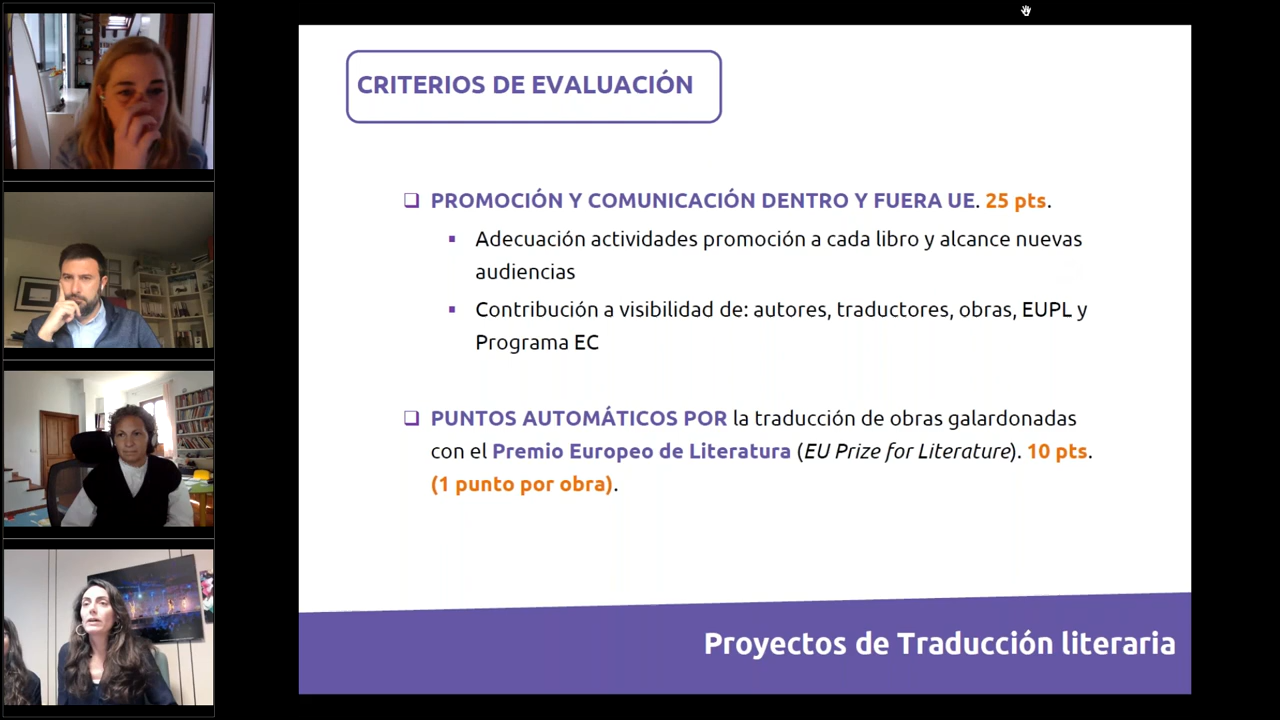 CRITERIOS DE EVALUACIÓN
❑ PROMOCIÓN Y COMUNICACIÓN DENTRO Y FUERA UE. 25 pts.
▪ Adecuación actividades promoción a cada libro y alcance nuevas
audiencias
▪ Contribución a visibilidad de: autores, traductores, obras, EUPL y
Programa EC
❑ PUNTOS AUTOMÁTICOS POR la traducción de obras galardonadas
con el Premio Europeo de Literatura (EU Prize for Literature). 10 pts.
(1 punto por obra).
Proyectos de Traducción literaria